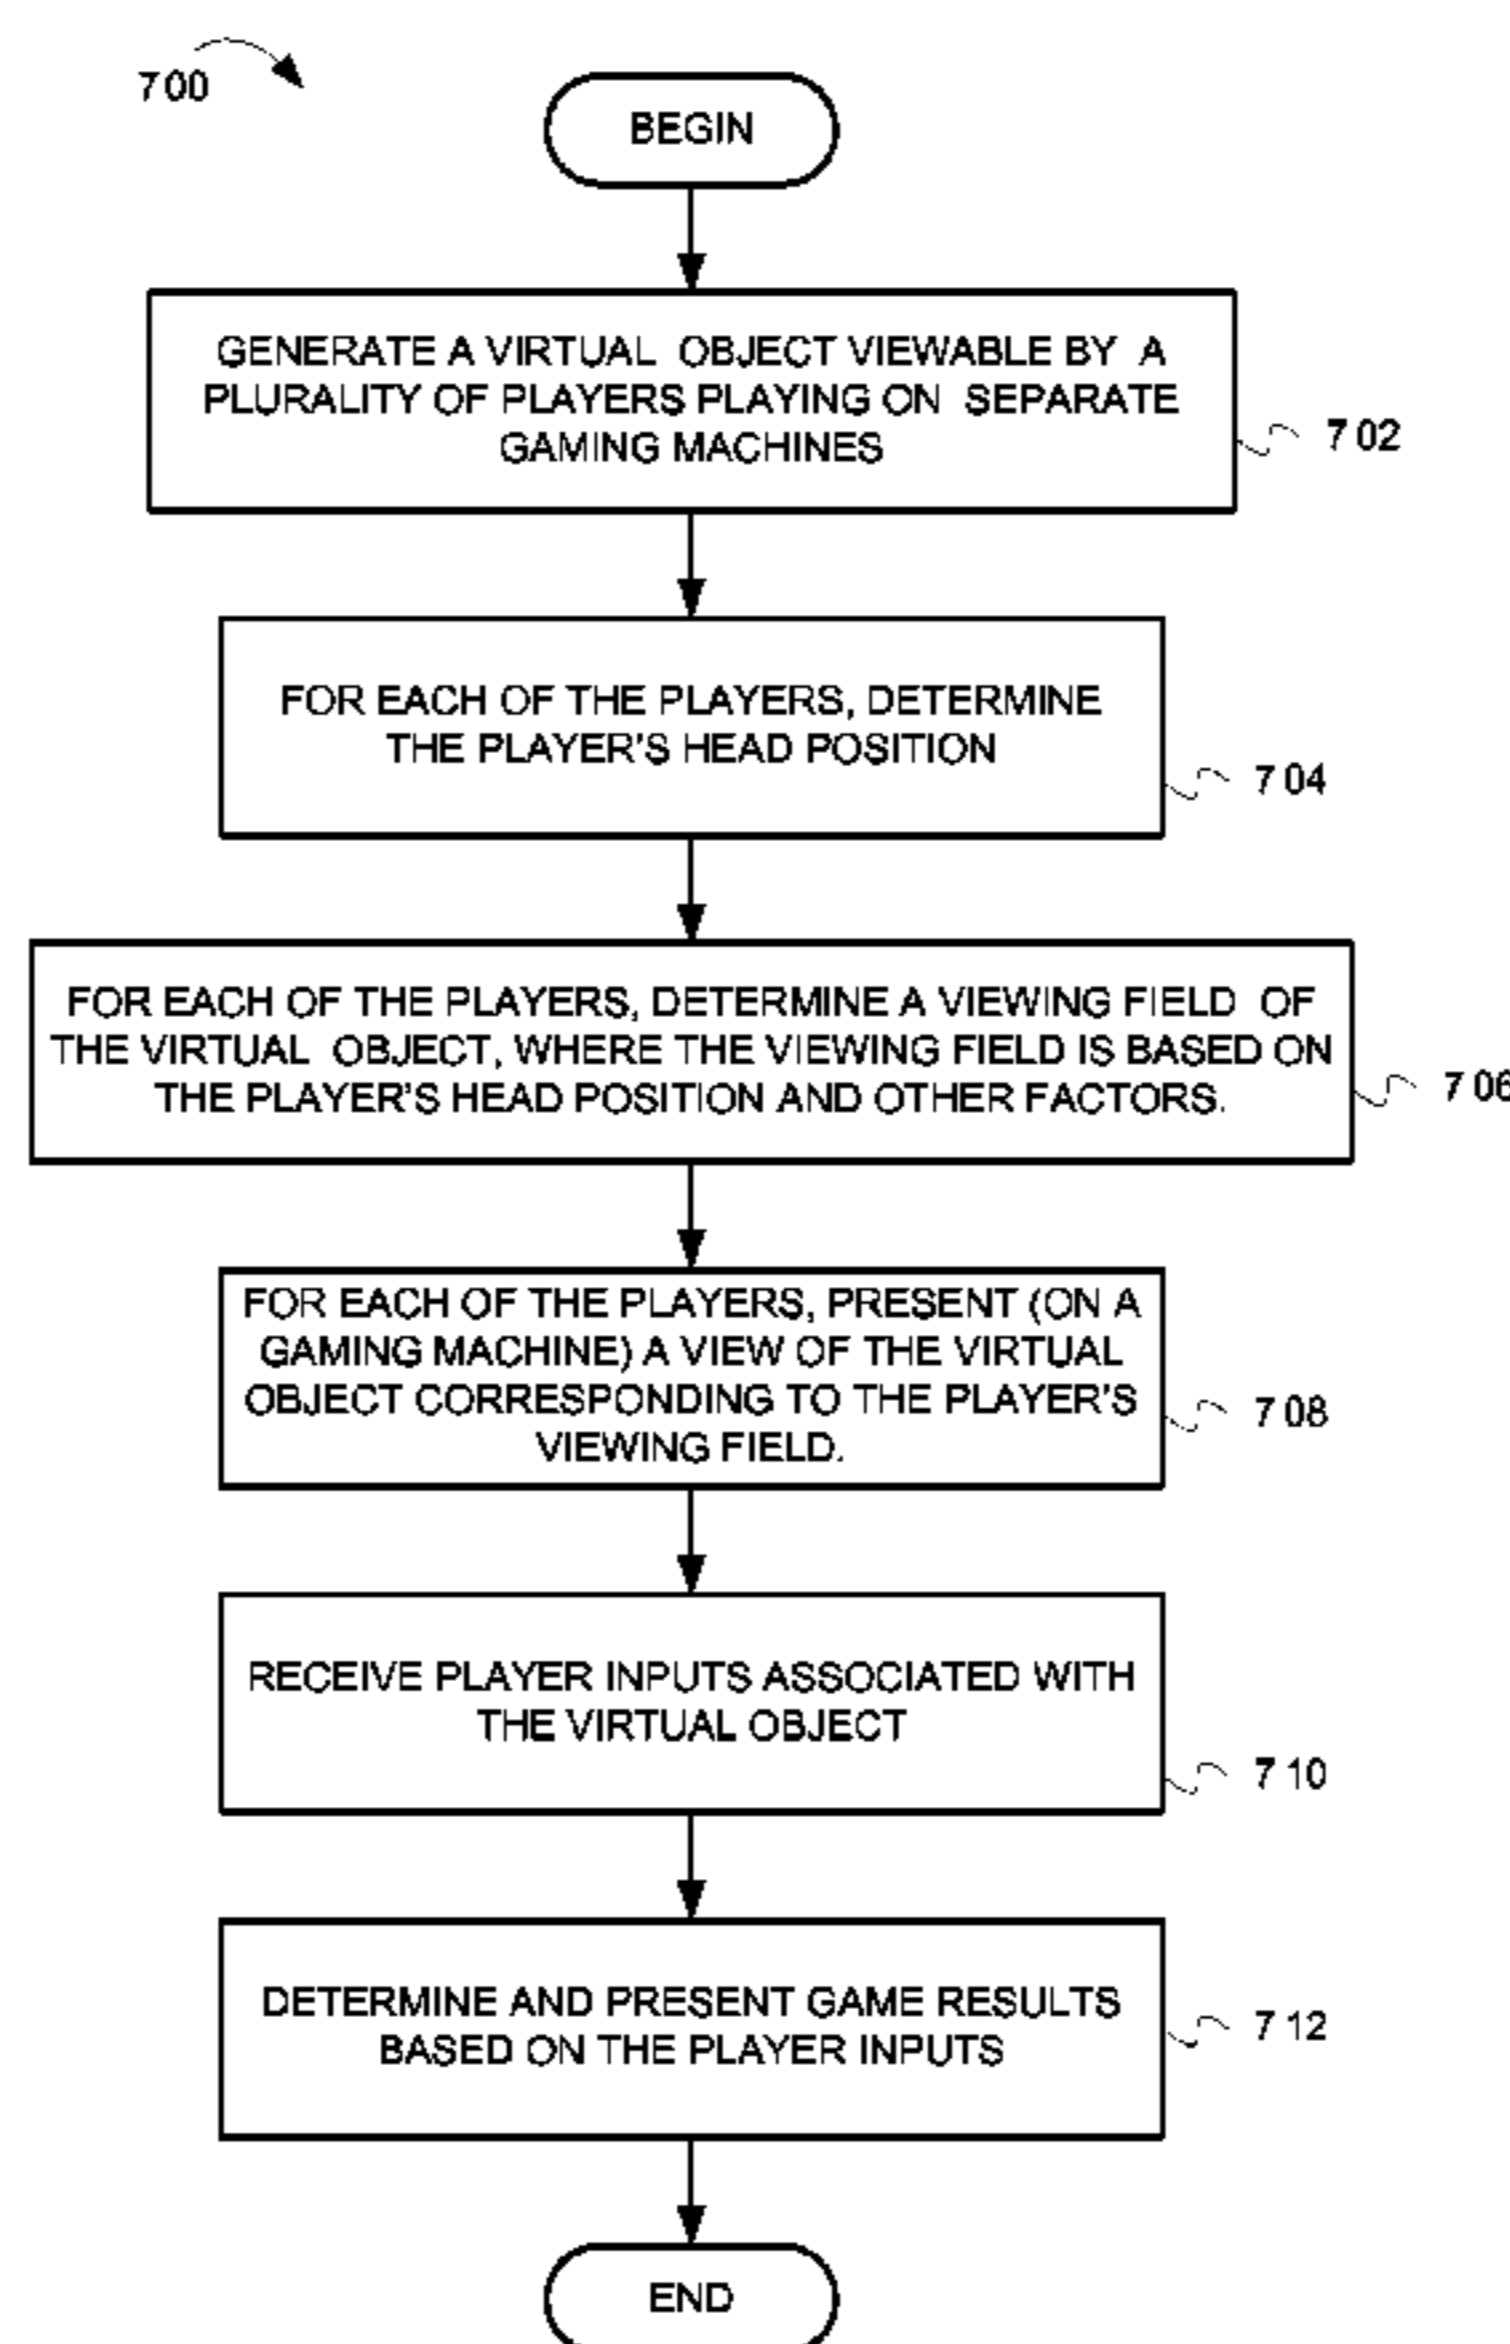 700
BEGIN
GENERATE A VIRTUAL OBJECT VIEWABLE BY A
PLURALITY OF PLAYERS PLAYING ON SEPARATE
GAMING MACHINES
702
FOR EACH OF THE PLAYERS, DETERMINE
THE PLAYER'S HEAD POSITION
704
FOR EACH OF THE PLAYERS, DETERMINE A VIEWING FIELD OF
THE VIRTUAL OBJECT, WHERE THE VIEWING FIELD IS BASED ON
THE PLAYER'S HEAD POSITION AND OTHER FACTORS.
706
FOR EACH OF THE PLAYERS, PRESENT (ON A
GAMING MACHINE) A VIEW OF THE VIRTUAL
OBJECT CORRESPONDING TO THE PLAYER'S
VIEWING FIELD.
708
RECEIVE PLAYER INPUTS ASSOCIATED WITH
THE VIRTUAL OBJECT
710
DETERMINE AND PRESENT GAME RESULTS
BASED ON THE PLAYER INPUTS
712
END